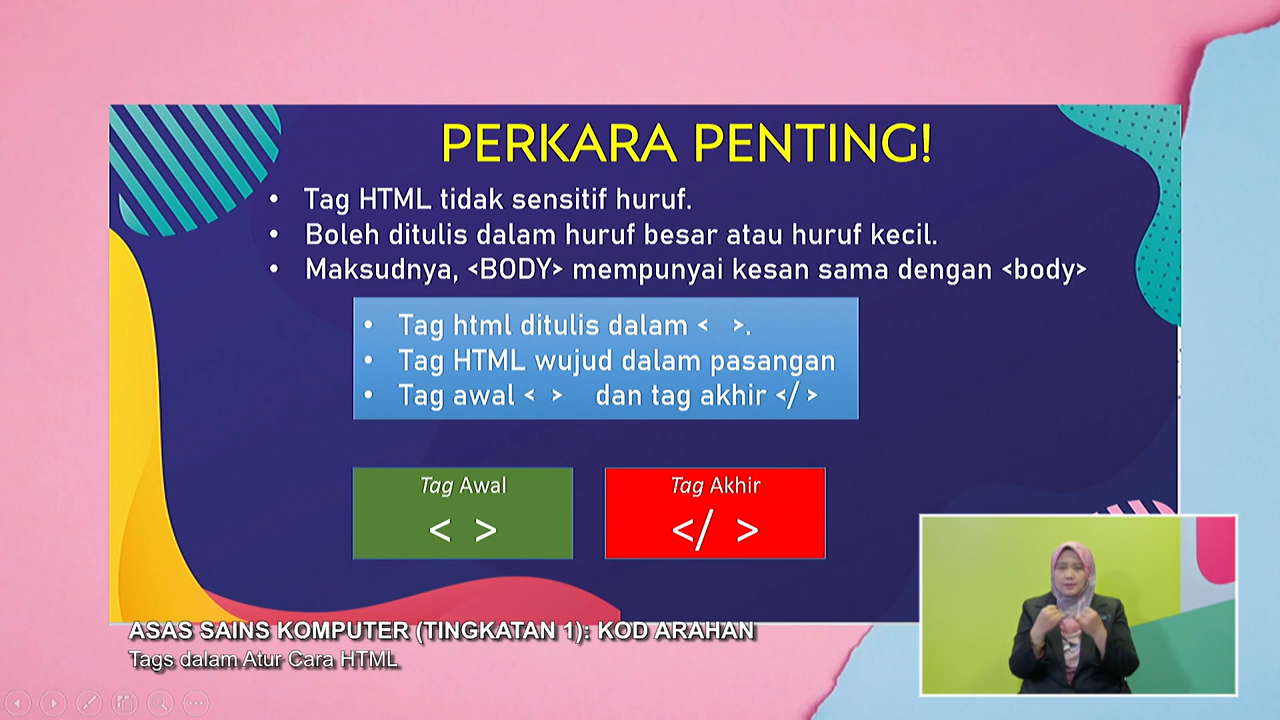 PERKARA PENTING!
• Tag HTML tidak sensitif huruf.
• Boleh ditulis dalam huruf besar atau huruf kecil.
• Maksudnya, <BODY> mempunyai kesan sama dengan <body>
• Tag html ditulis dalam < >.
• Tag HTML wujud dalam pasangan
• Tag awal < > dan tag akhir </ >
Tag Awal
< >
Tag Akhir
</ >
ASAS SAINS KOMPUTER (TINGKATAN 1): KOD ARAHAN
Tags dalam Atur Cara HTML